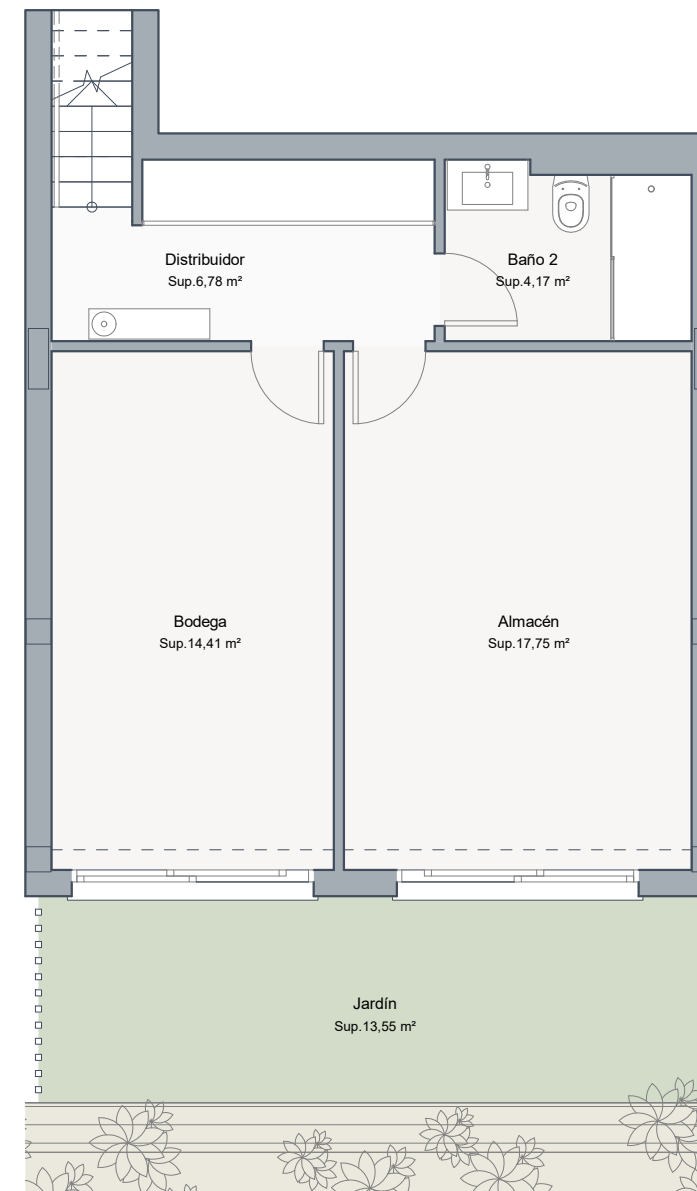 Distribuidor
Sup.6,78 m²
Baño 2
Sup.4,17 m²
Bodega
Sup.14,41 m²
Almacén
Sup.17,75 m²
Jardín
Sup.13,55 m²